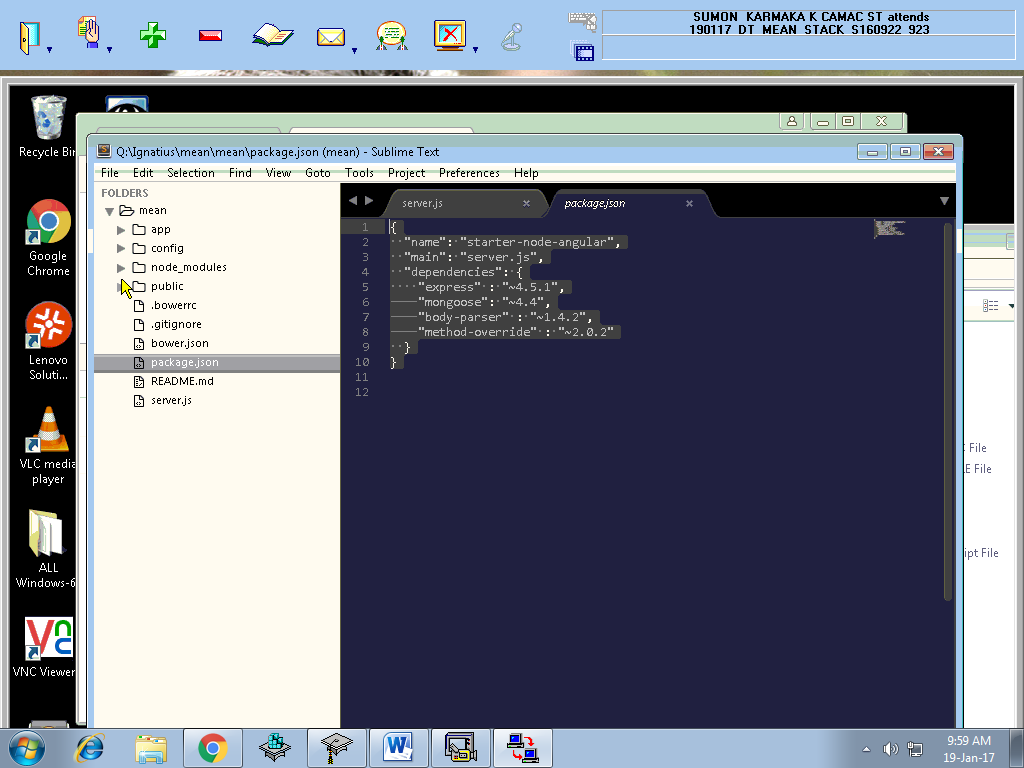 SUMON KARMAKA K CAMAC ST attends
190117 DT MEAN STACK S160922 923
Recycle Bin
Google Chrome
Lenovo Soluti...
VLC media player
ALL Windows-6
VNC Viewer
Q:\Ignatius\mean\mean\package.json (mean) - Sublime Text
File Edit Selection Find View Goto Tools Project Preferences Help
FOLDERS
mean
app
config
node_modules
public
.bowerrc
.gitignore
bower.json
package.json
README.md
server.js
server.js package.json
1 {
2 "name": "starter-node-angular",
3 "main": "server.js",
4 "dependencies": {
5 "express" : "~4.5.1",
6 "mongoose": "~4.4",
7 "body-parser" : "~1.4.2",
8 "method-override" : "~2.0.2"
9 }
10 }
11
12
File
E File
ipt File
9:59 AM
19-Jan-17